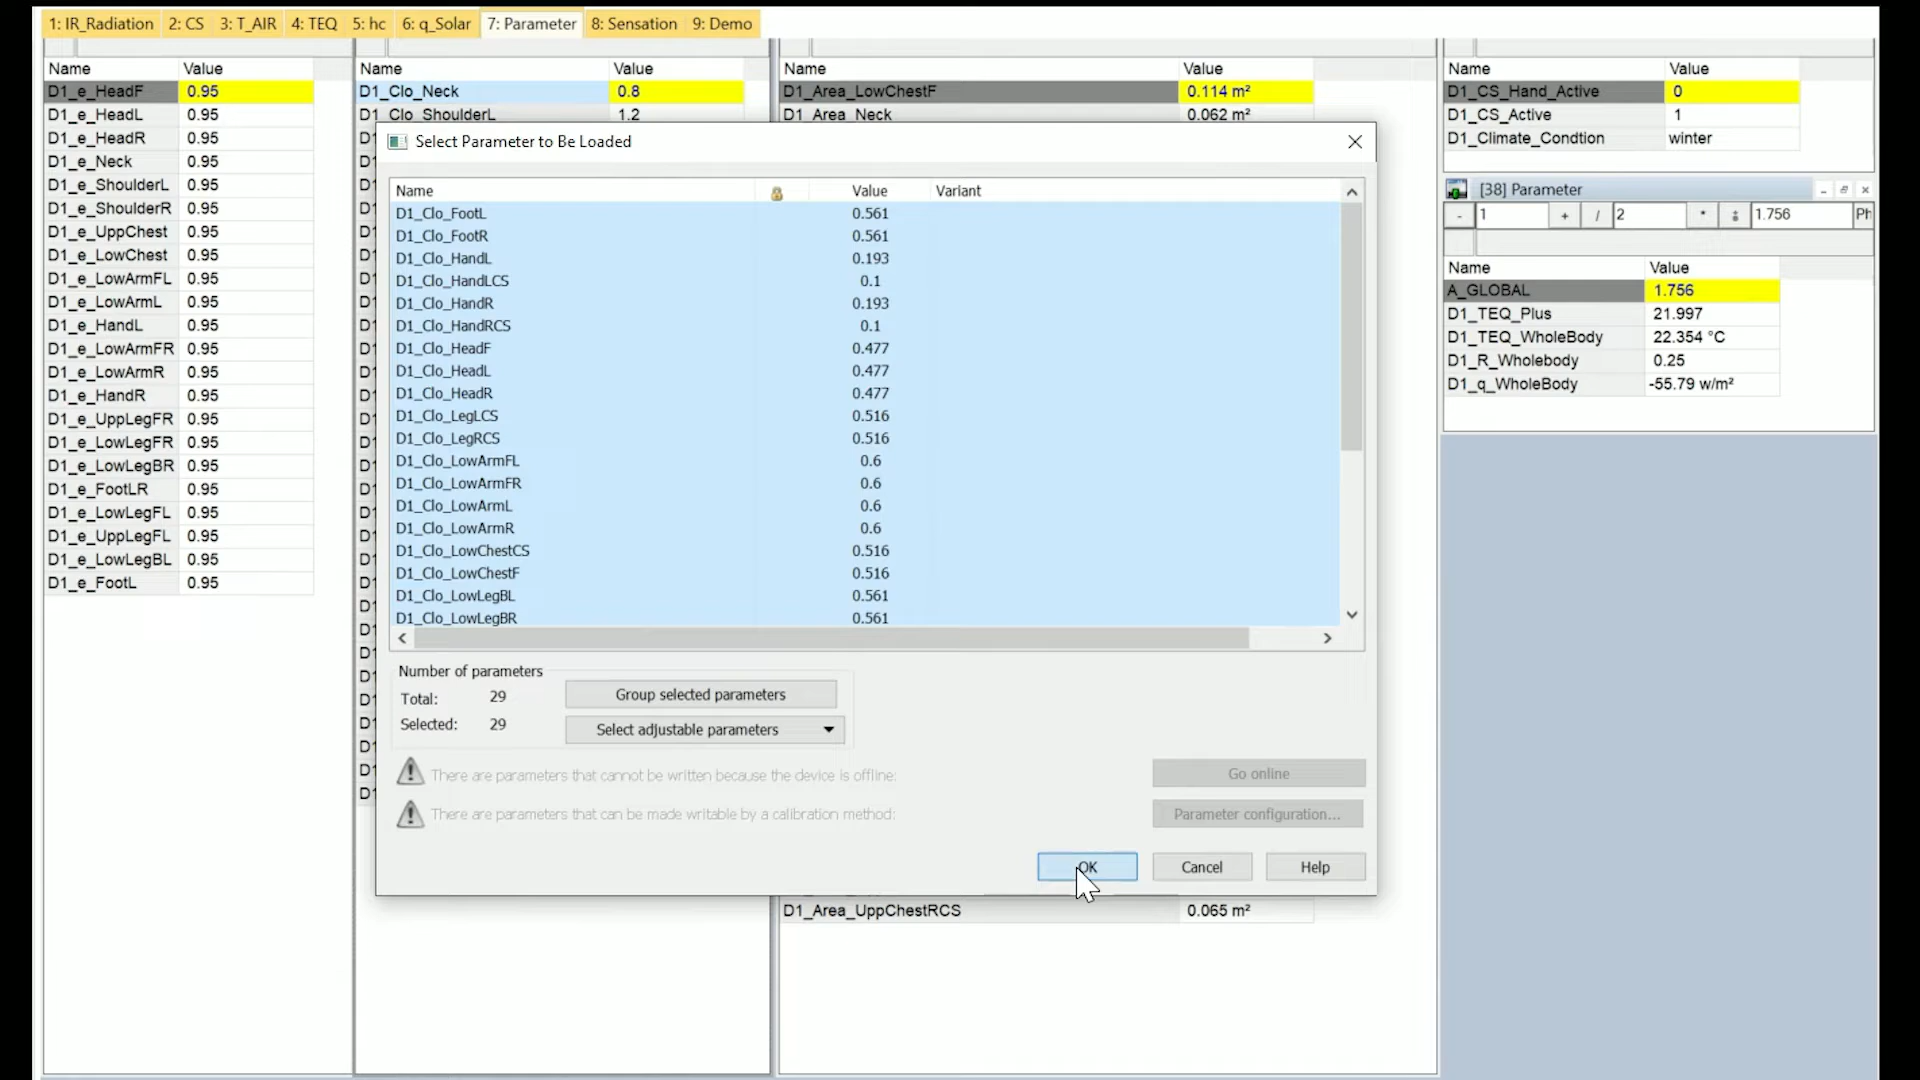 1: IR_Radiation 2: CS 3: T_AIR 4: TEQ 5: hc 6: q_Solar 7: Parameter 8: Sensation 9: Demo
Name Value
D1_e_HeadF 0.95
D1_e_HeadL 0.95
D1_e_HeadR 0.95
D1_e_Neck 0.95
D1_e_ShoulderL 0.95
D1_e_ShoulderR 0.95
D1_e_UppChest 0.95
D1_e_LowChest 0.95
D1_e_LowArmFL 0.95
D1_e_LowArmL 0.95
D1_e_HandL 0.95
D1_e_LowArmFR 0.95
D1_e_LowArmR 0.95
D1_e_HandR 0.95
D1_e_UppLegFR 0.95
D1_e_LowLegFR 0.95
D1_e_LowLegBR 0.95
D1_e_FootLR 0.95
D1_e_LowLegFL 0.95
D1_e_UppLegFL 0.95
D1_e_LowLegBL 0.95
D1_e_FootL 0.95
Name Value
D1_Clo_Neck 0.8
D1_Clo_ShoulderL 1.2
Name Value
D1_Area_LowChestF 0.114 m²
D1_Area_Neck 0.062 m²
Select Parameter to Be Loaded
Name Value Variant
D1_Clo_FootL 0.561
D1_Clo_FootR 0.561
D1_Clo_HandL 0.193
D1_Clo_HandLCS 0.1
D1_Clo_HandR 0.193
D1_Clo_HandRCS 0.1
D1_Clo_HeadF 0.477
D1_Clo_HeadL 0.477
D1_Clo_HeadR 0.477
D1_Clo_LegLCS 0.516
D1_Clo_LegRCS 0.516
D1_Clo_LowArmFL 0.6
D1_Clo_LowArmFR 0.6
D1_Clo_LowArmL 0.6
D1_Clo_LowArmR 0.6
D1_Clo_LowChestCS 0.516
D1_Clo_LowChestF 0.516
D1_Clo_LowLegBL 0.561
D1_Clo_LowLegBR 0.561
Number of parameters
Total: 29
Group selected parameters
Selected: 29
Select adjustable parameters
There are parameters that cannot be written because the device is offline:
Go online
There are parameters that can be made writable by a calibration method:
Parameter configuration...
OK Cancel Help
D1_Area_UppChestRCS 0.065 m²
Name Value
D1_CS_Hand_Active 0
D1_CS_Active 1
D1_Climate_Condtion winter
[38] Parameter
- 1 + / 2 * ÷ 1.756 Ph
Name Value
A_GLOBAL 1.756
D1_TEQ_Plus 21.997
D1_TEQ_WholeBody 22.354 °C
D1_R_Wholebody 0.25
D1_q_WholeBody -55.79 w/m²